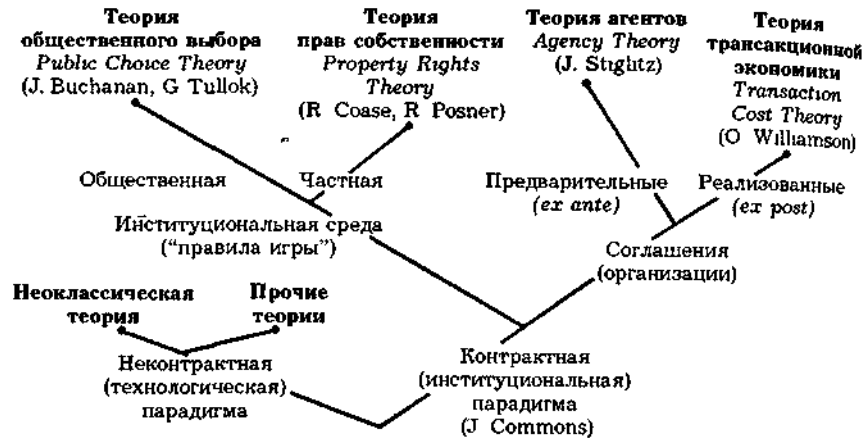 Теория
общественного выбора
Public Choice Theory
(J. Buchanan, G Tullok)
Теория
прав собственности
Property Rights
Theory
(R Coase, R Posner)
Теория агентов
Agency Theory
(J. Stiglitz)
Теория
трансакционной
экономики
Transaction
Cost Theory
(O Williamson)
Общественная
Частная
Предварительные
(ex ante)
Реализованные
(ex post)
Институциональная среда
("правила игры")
Соглашения
(организации)
Неоклассическая
теория
Прочие
теории
Неконтрактная
(технологическая)
парадигма
Контрактная
(институциональная)
парадигма
(J Commons)